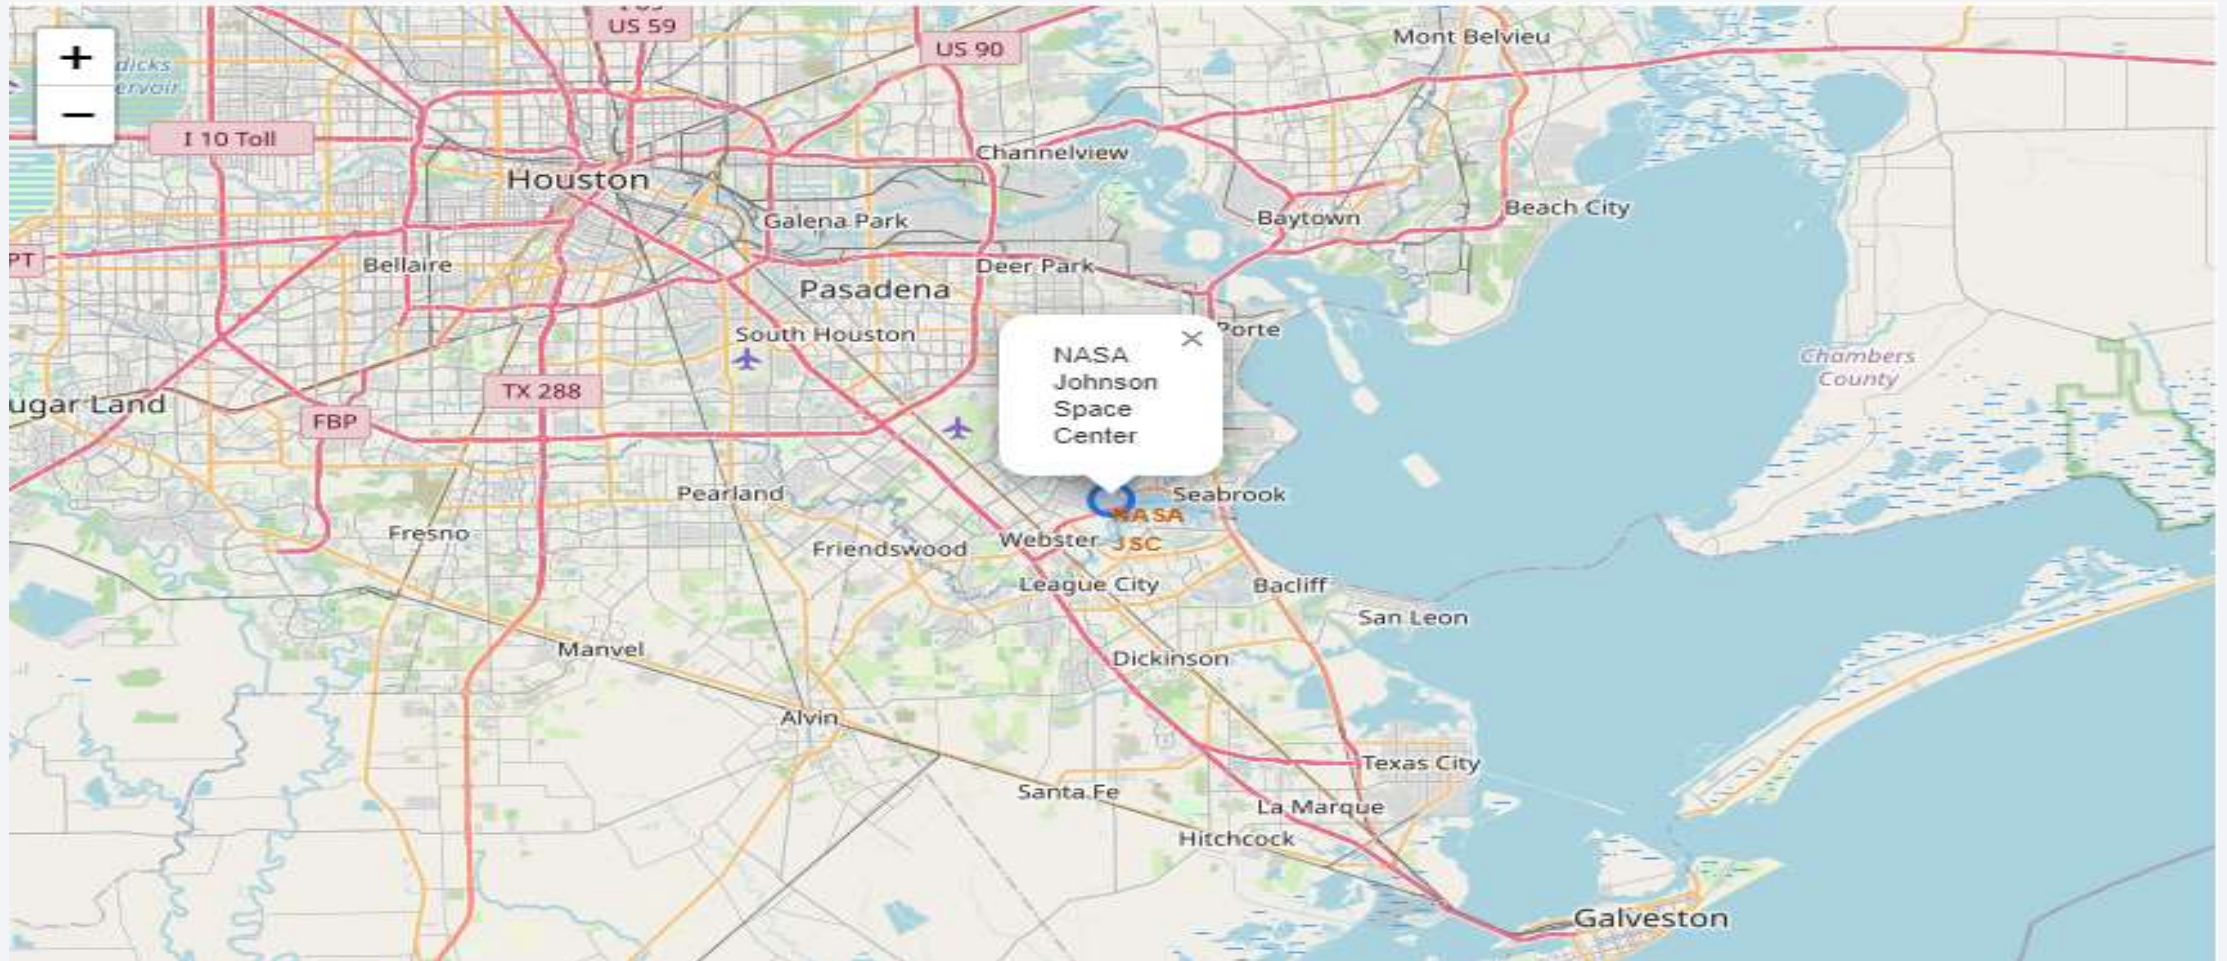 US 59
US 90
Mont Belvieu
+
−
I 10 Toll
Channelview
Houston
Galena Park
Baytown
Beach City
PT
Bellaire
Deer Park
Pasadena
South Houston
Porte
×
NASA
Johnson
Space
Center
Chambers
County
TX 288
ugar Land
FBP
Pearland
Seabrook
NASA
JSC
Fresno
Webster
Friendswood
League City
Bacliff
San Leon
Manvel
Dickinson
Alvin
Texas City
Santa Fe
La Marque
Hitchcock
Galveston